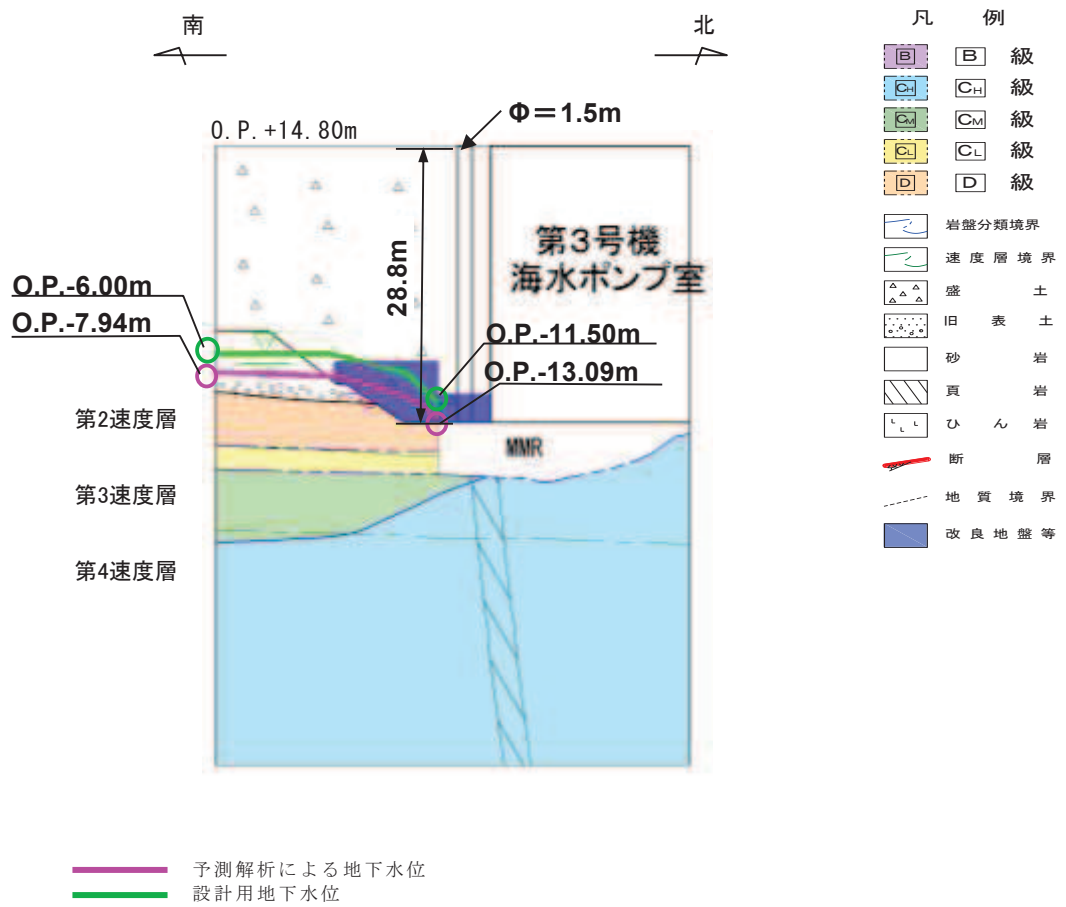 南
北
O.P.+14.80m
Φ＝1.5m
28.8m
第3号機
海水ポンプ室
O.P.-6.00m
O.P.-7.94m
O.P.-11.50m
O.P.-13.09m
第2速度層
MMR
第3速度層
第4速度層
凡　例
B B 級
CH CH 級
CM CM 級
CL CL 級
D D 級
岩盤分類境界
速度層境界
盛土
旧表土
砂岩
頁岩
ひん岩
断層
地質境界
改良地盤等
予測解析による地下水位
設計用地下水位